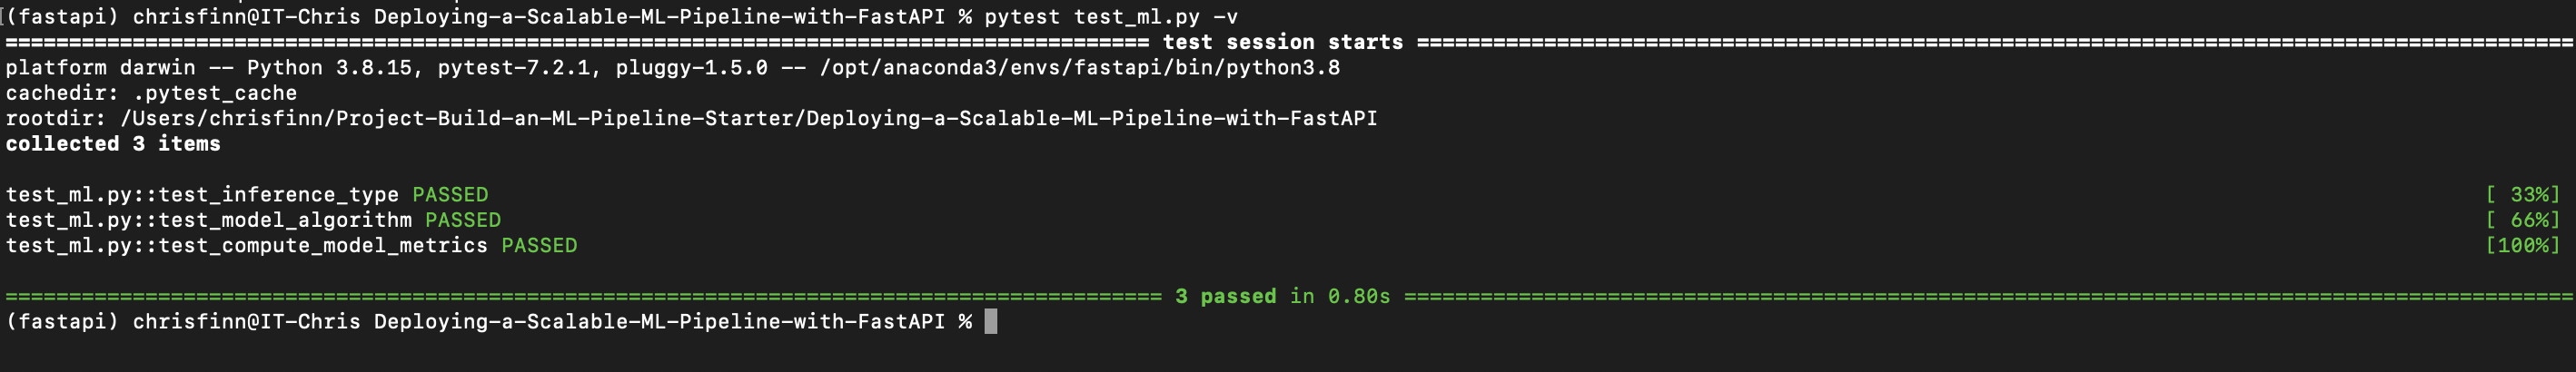 (fastapi) chrisfinn@IT-Chris Deploying-a-Scalable-ML-Pipeline-with-FastAPI % pytest test_ml.py -v
=========================================================================================== test session starts ============================================================================================
platform darwin -- Python 3.8.15, pytest-7.2.1, pluggy-1.5.0 -- /opt/anaconda3/envs/fastapi/bin/python3.8
cachedir: .pytest_cache
rootdir: /Users/chrisfinn/Project-Build-an-ML-Pipeline-Starter/Deploying-a-Scalable-ML-Pipeline-with-FastAPI
collected 3 items
test_ml.py::test_inference_type PASSED [ 33%]
test_ml.py::test_model_algorithm PASSED [ 66%]
test_ml.py::test_compute_model_metrics PASSED [100%]
============================================================================================ 3 passed in 0.80s =============================================================================================
(fastapi) chrisfinn@IT-Chris Deploying-a-Scalable-ML-Pipeline-with-FastAPI %